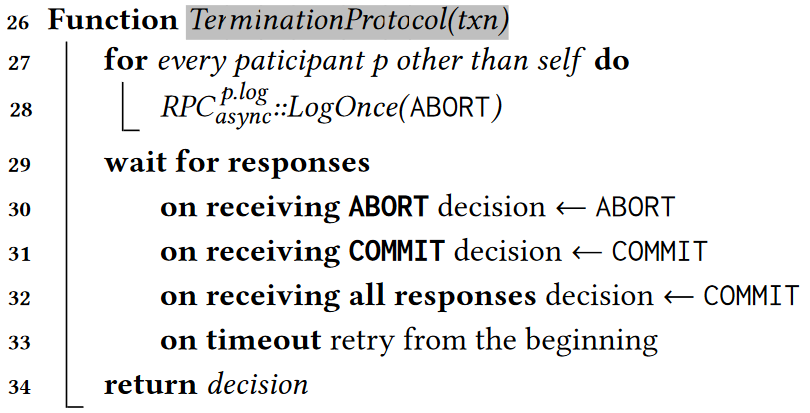 26 Function TerminationProtocol(txn)
27 for every paticipant p other than self do
28 RPC^{p.log}_{async}::LogOnce(ABORT)
29 wait for responses
30 on receiving ABORT decision ← ABORT
31 on receiving COMMIT decision ← COMMIT
32 on receiving all responses decision ← COMMIT
33 on timeout retry from the beginning
34 return decision